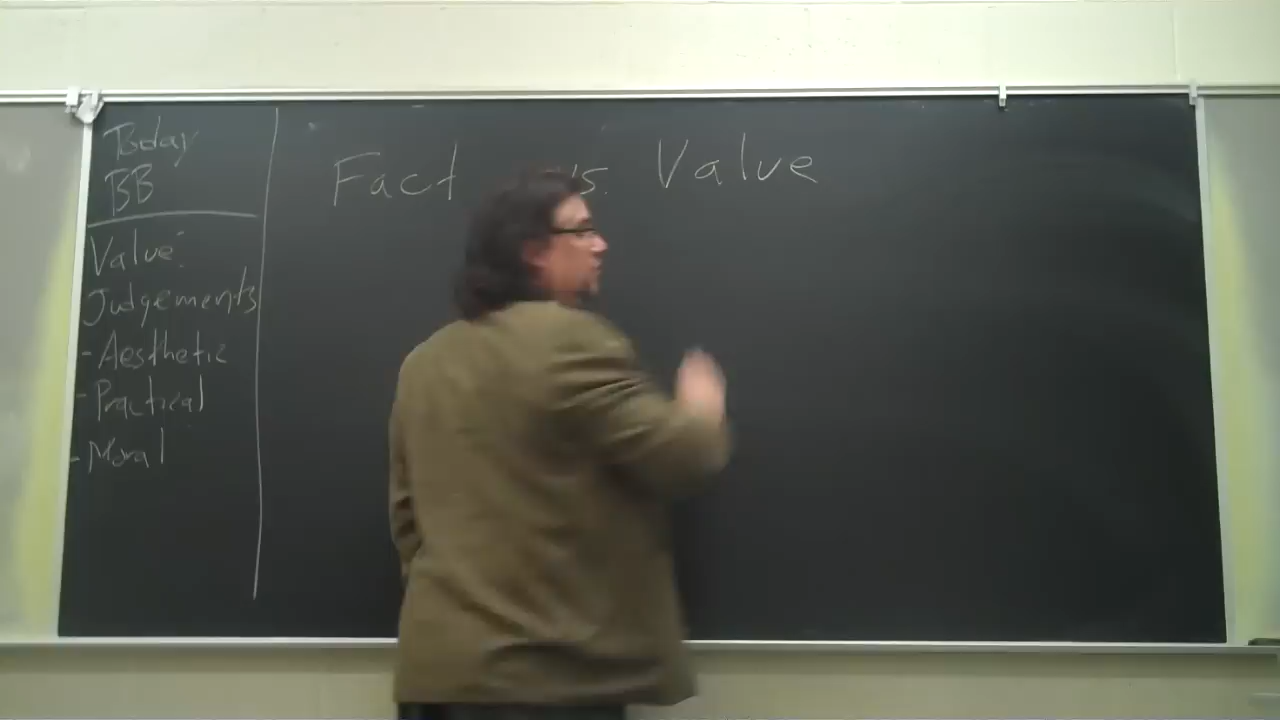 Today
BB
Value
Judgements
- Aesthetic
- Practical
- Moral
Fact vs. Value